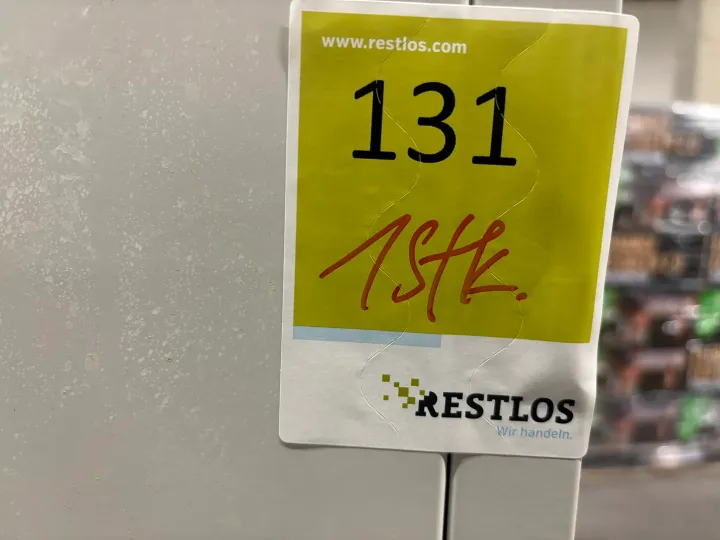 www.restlos.com
131
1 Stk.
RESTLOS
Wir handeln.